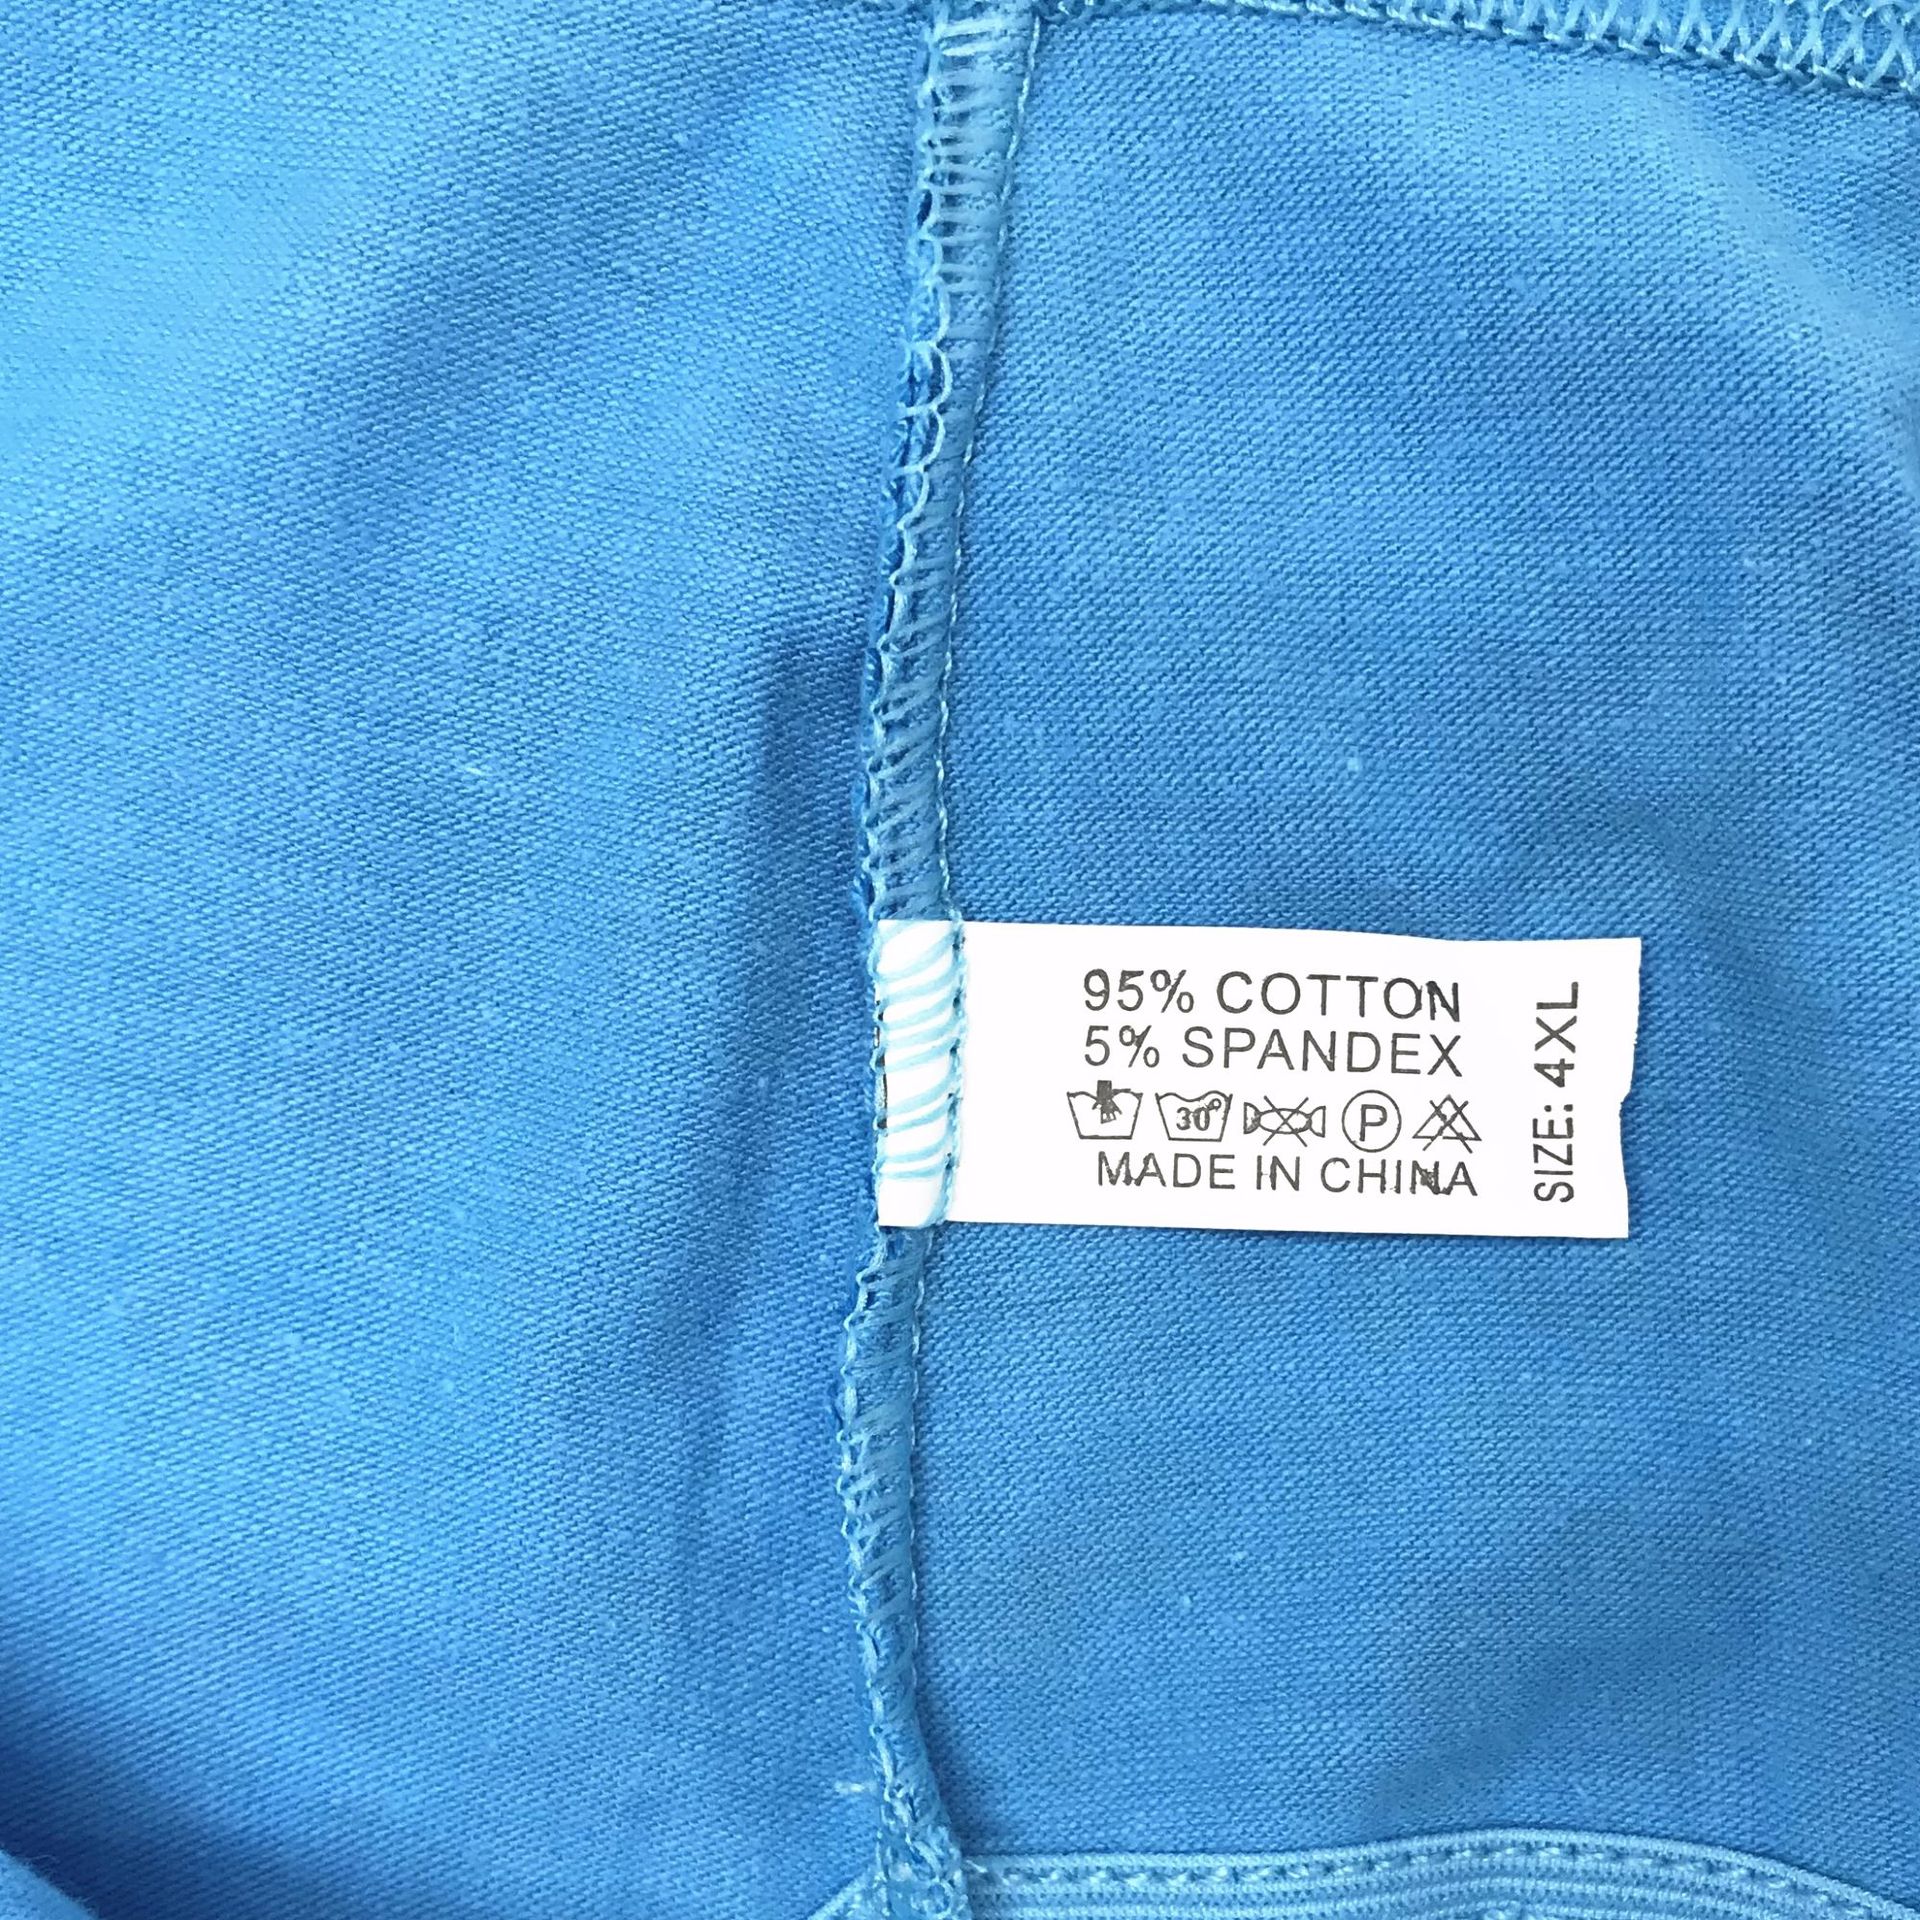 95% COTTON
5% SPANDEX
30°
P
MADE IN CHINA
SIZE: 4XL